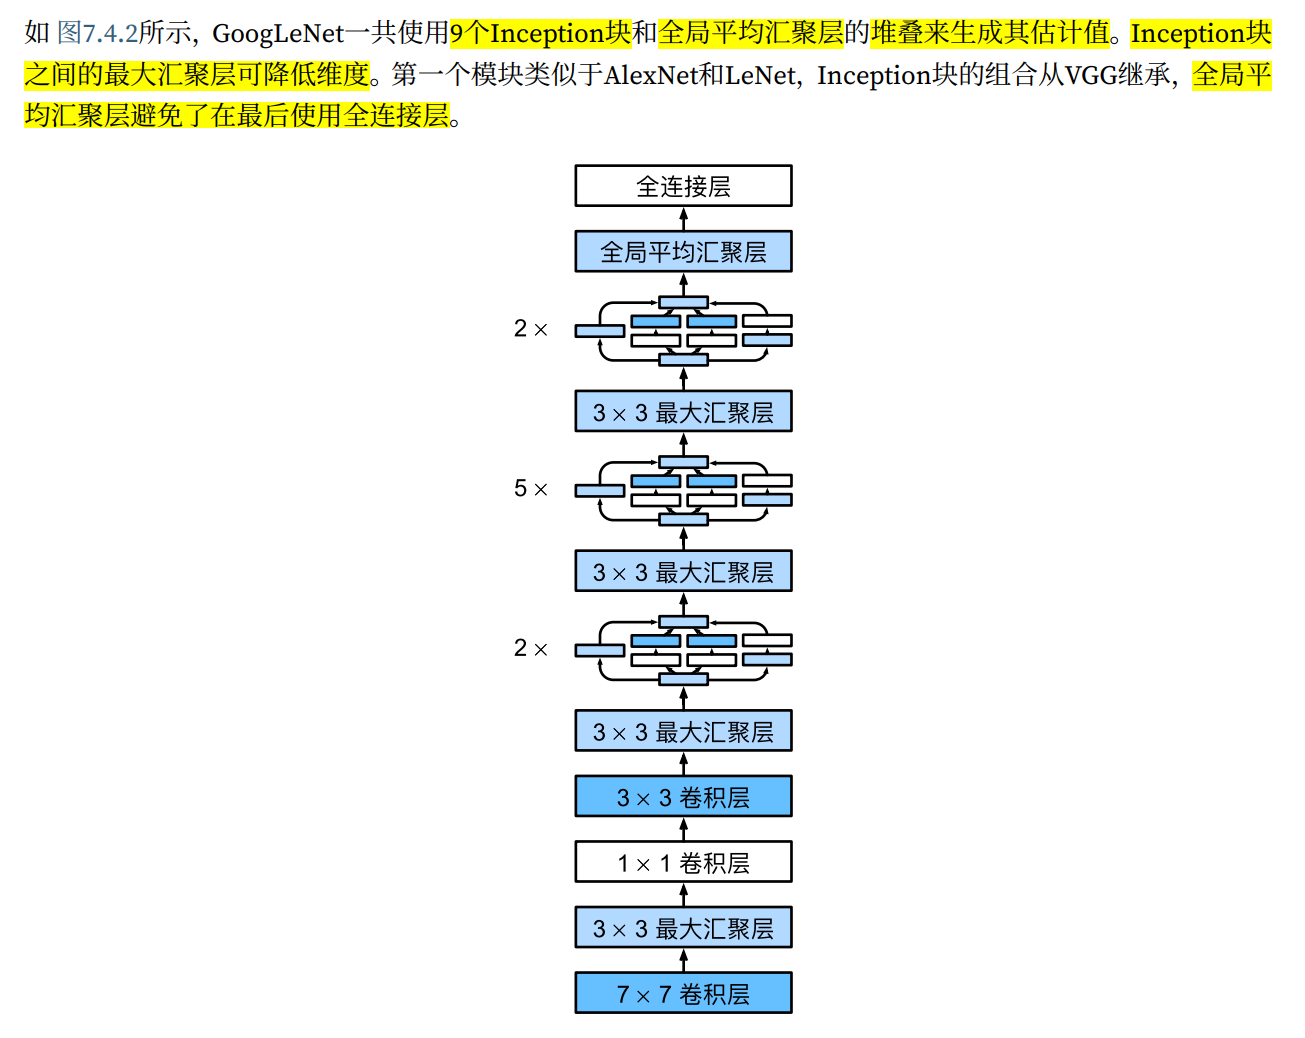 如 图7.4.2所示，GoogLeNet一共使用9个Inception块和全局平均汇聚层的堆叠来生成其估计值。Inception块
之间的最大汇聚层可降低维度。第一个模块类似于AlexNet和LeNet，Inception块的组合从VGG继承，全局平
均汇聚层避免了在最后使用全连接层。
全连接层
全局平均汇聚层
2 ×
3 × 3 最大汇聚层
5 ×
3 × 3 最大汇聚层
2 ×
3 × 3 最大汇聚层
3 × 3 卷积层
1 × 1 卷积层
3 × 3 最大汇聚层
7 × 7 卷积层